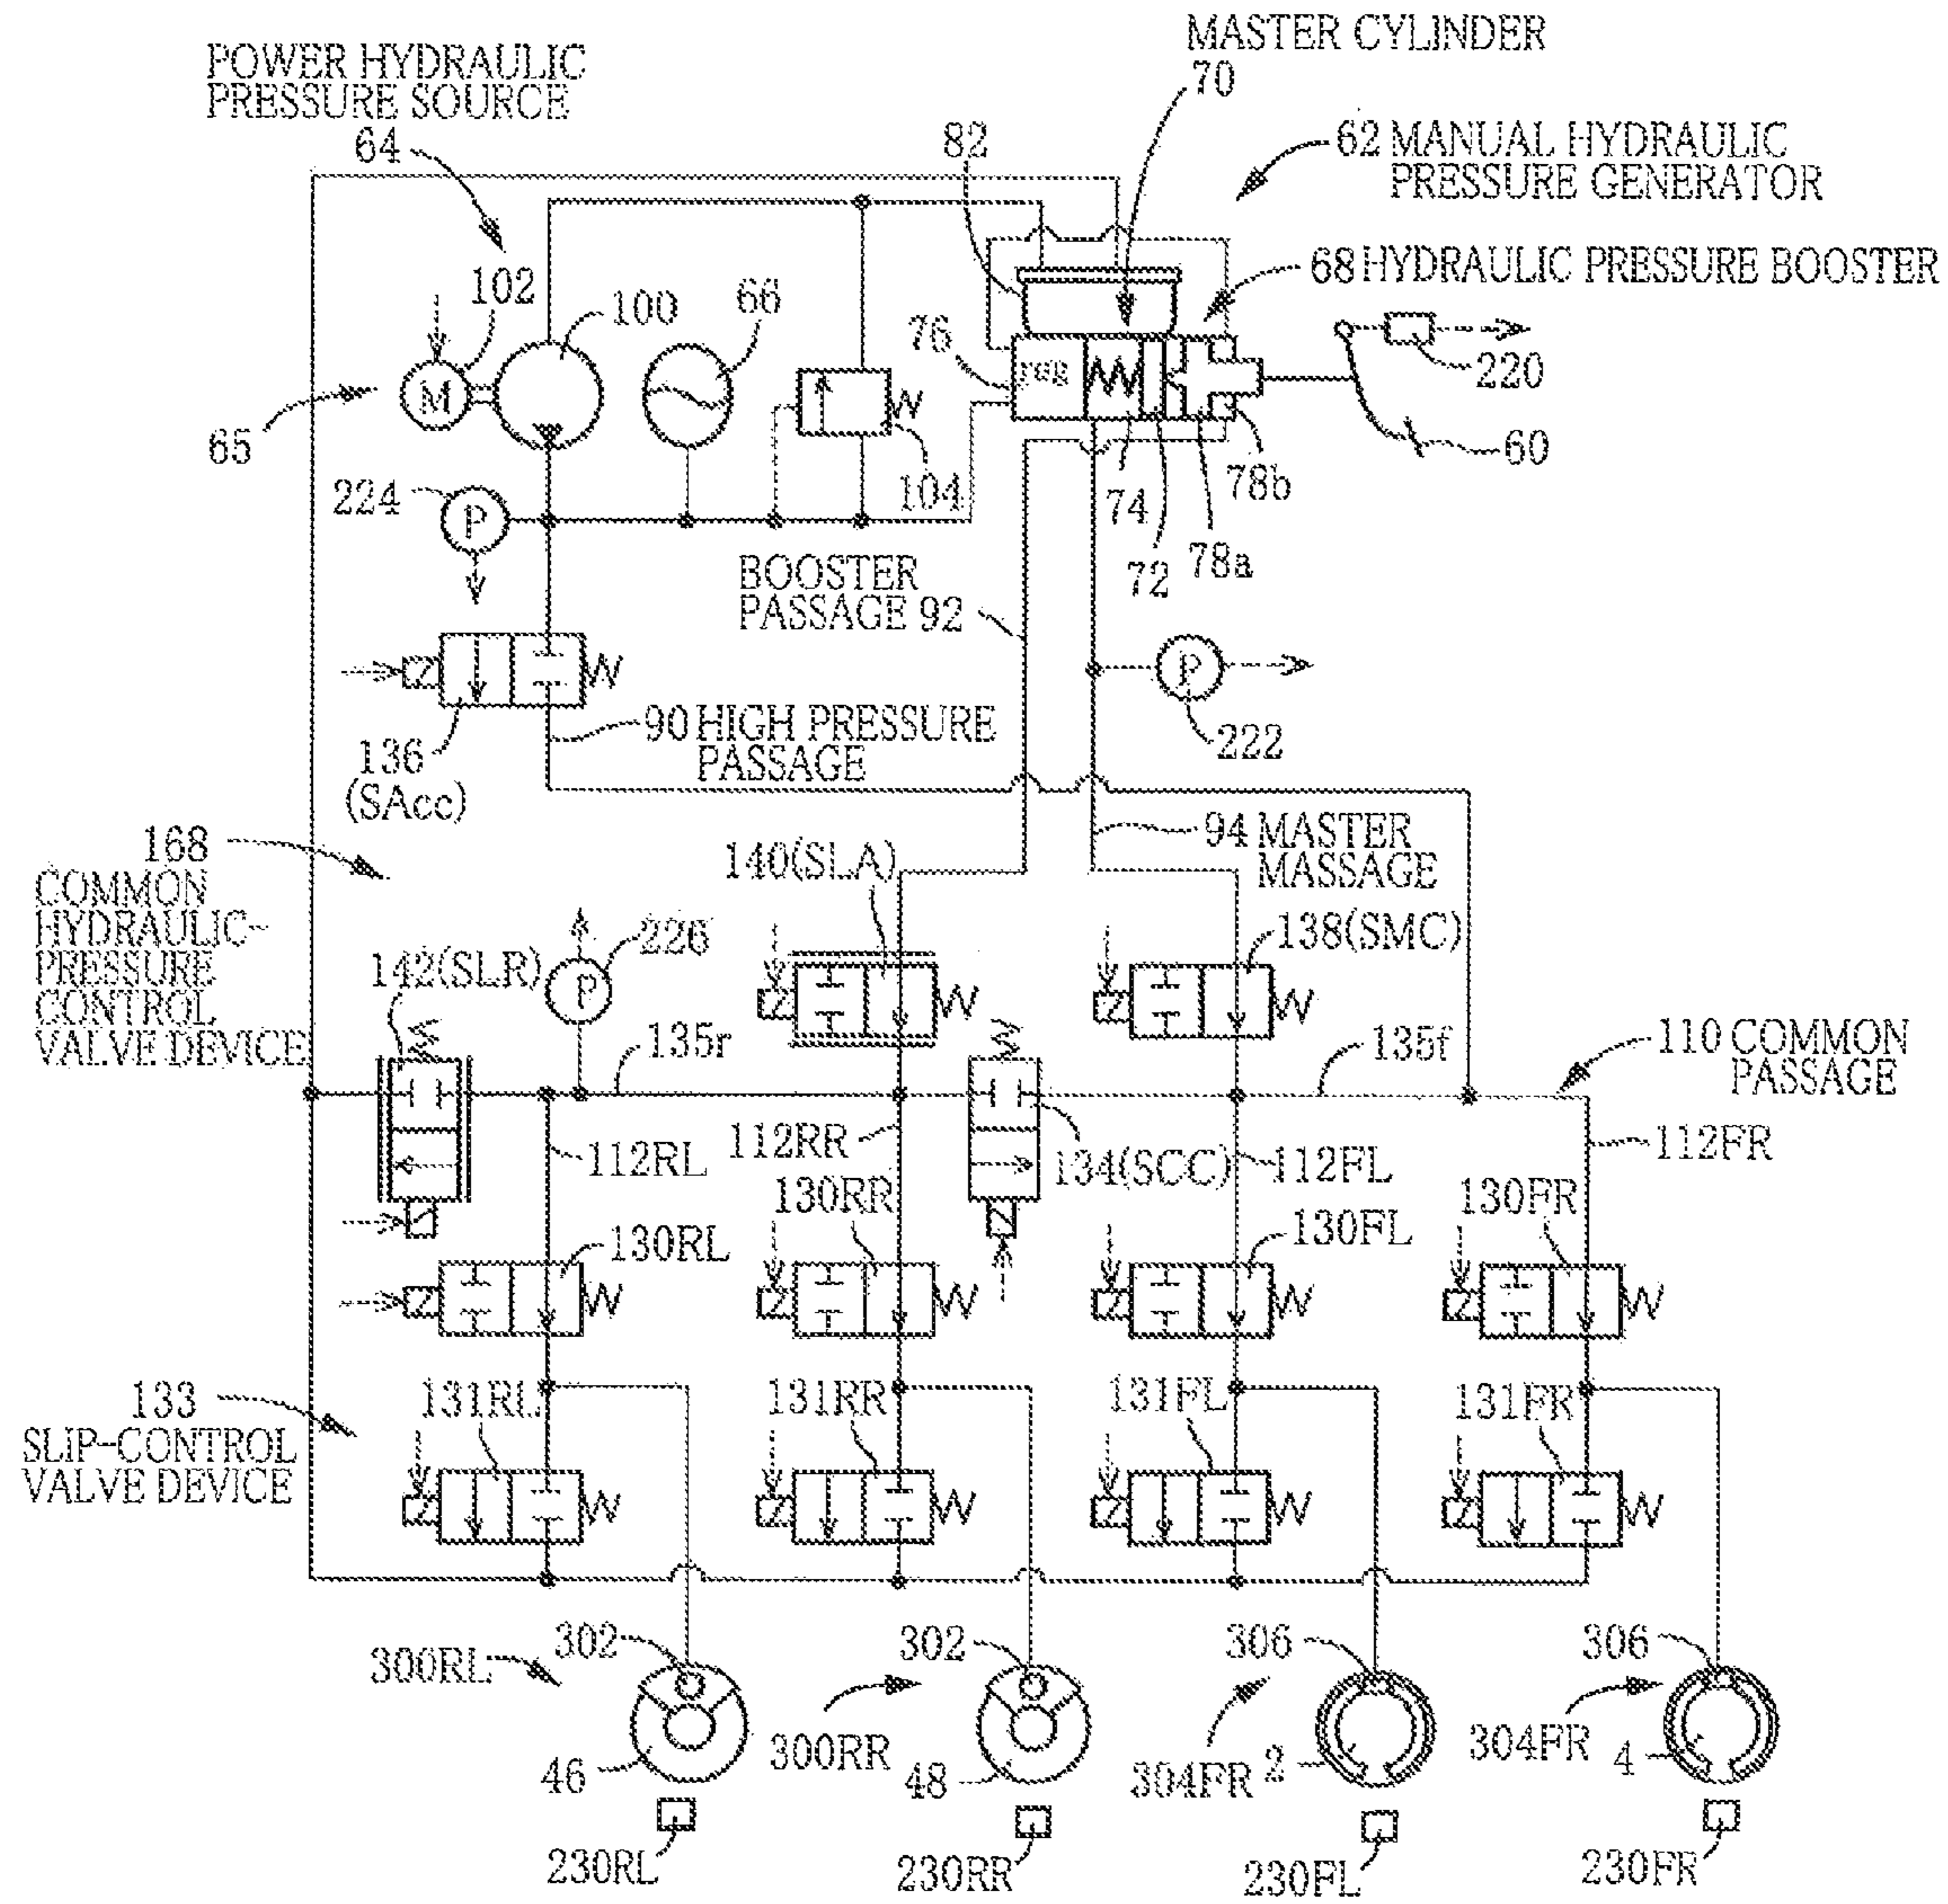 MASTER CYLINDER
70
POWER HYDRAULIC
PRESSURE SOURCE
64
82
62 MANUAL HYDRAULIC
PRESSURE GENERATOR
68 HYDRAULIC PRESSURE BOOSTER
102
100
66
76
220
M
65
60
104
78b
74
224
P
78a
72
BOOSTER
PASSAGE 92
P
222
90 HIGH PRESSURE
PASSAGE
136
(SAcc)
94 MASTER
MASSAGE
168
COMMON
HYDRAULIC-
PRESSURE
CONTROL
VALVE DEVICE
140(SLA)
226
138(SMC)
142(SLR)
P
135r
135f
110 COMMON
PASSAGE
112RL
112RR
134(SCC)
112FL
112FR
130RL
130RR
130FL
130FR
133
SLIP-CONTROL
VALVE DEVICE
131RL
131RR
131FL
131FR
300RL
302
302
306
306
300RR
304FR
304FR
46
48
2
4
230RL
230RR
230FL
230FR